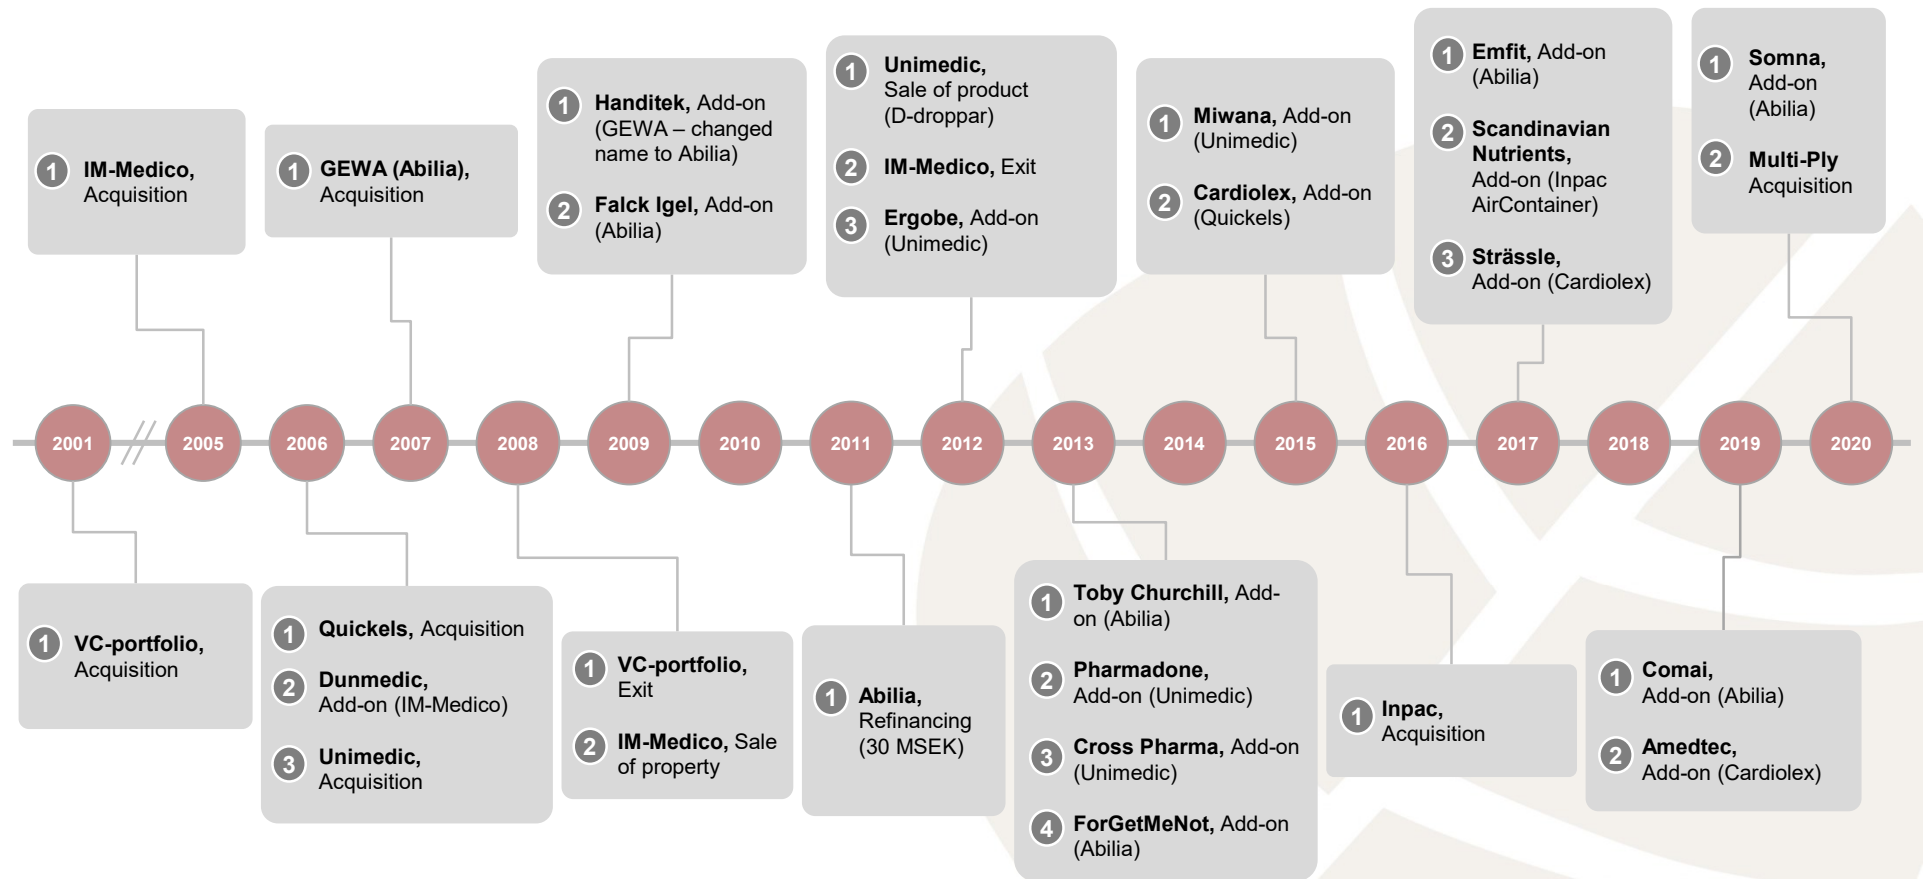 1
IM-Medico,
Acquisition
1
GEWA (Abilia),
Acquisition
1
Handitek, Add-on
(GEWA – changed
name to Abilia)
2
Falck Igel, Add-on
(Abilia)
1
Unimedic,
Sale of product
(D-droppar)
2
IM-Medico, Exit
3
Ergobe, Add-on
(Unimedic)
1
Miwana, Add-on
(Unimedic)
2
Cardiolex, Add-on
(Quickels)
1
Emfit, Add-on
(Abilia)
2
Scandinavian
Nutrients,
Add-on (Inpac
AirContainer)
3
Strässle,
Add-on (Cardiolex)
1
Somna,
Add-on
(Abilia)
2
Multi-Ply
Acquisition
2001
2005
2006
2007
2008
2009
2010
2011
2012
2013
2014
2015
2016
2017
2018
2019
2020
1
VC-portfolio,
Acquisition
1
Quickels, Acquisition
2
Dunmedic,
Add-on (IM-Medico)
3
Unimedic,
Acquisition
1
VC-portfolio,
Exit
2
IM-Medico, Sale
of property
1
Abilia,
Refinancing
(30 MSEK)
1
Toby Churchill, Add-
on (Abilia)
2
Pharmadone,
Add-on (Unimedic)
3
Cross Pharma, Add-on
(Unimedic)
4
ForGetMeNot, Add-on
(Abilia)
1
Inpac,
Acquisition
1
Comai,
Add-on (Abilia)
2
Amedtec,
Add-on (Cardiolex)